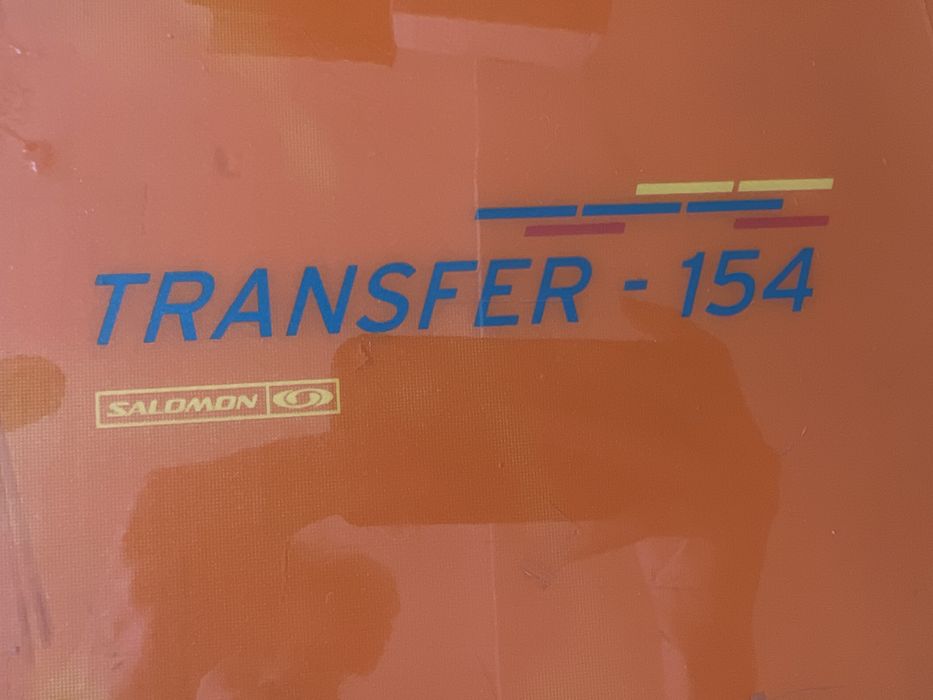 TRANSFER - 154
SALOMON